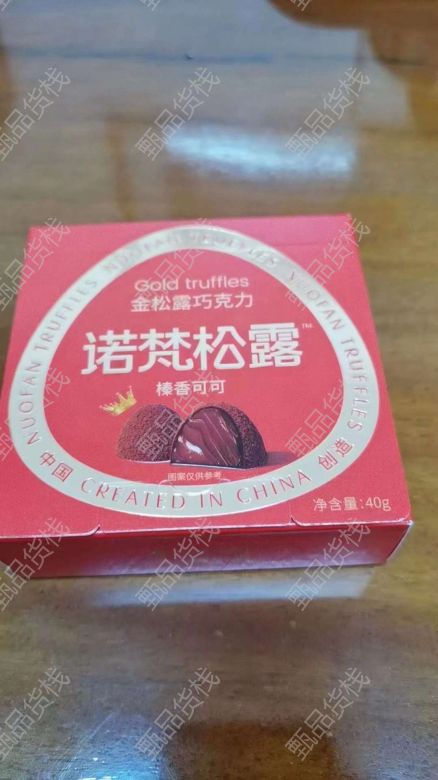 NUOFAN TRUFFLES NUOFAN TRUFFLES NUOFAN TRUFFLES
Gold truffles
金松露巧克力
诺梵松露™
榛香可可
图案仅供参考
中国 CREATED IN CHINA 创造
净含量:40g
甄品货栈